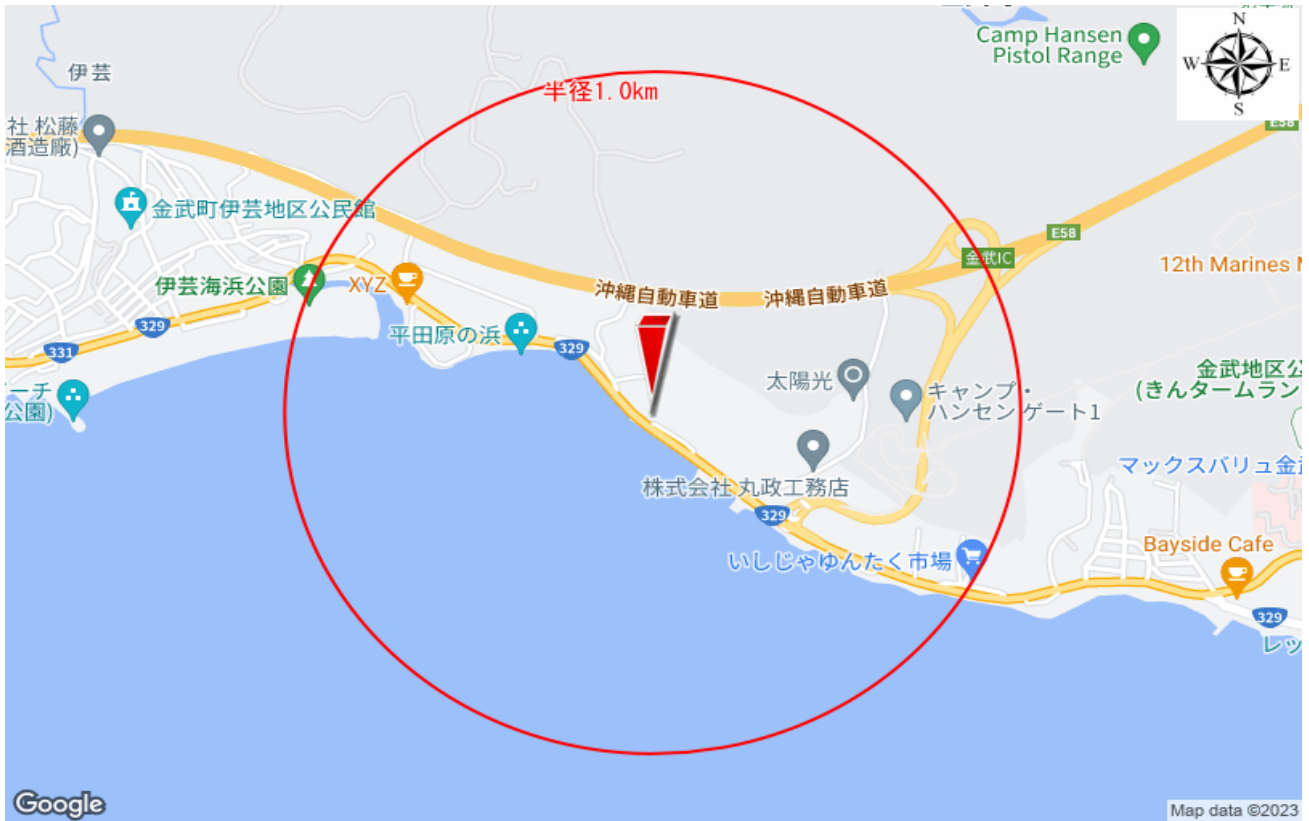 Camp Hansen
Pistol Range
N
W
E
S
伊芸
半径1.0km
社 松藤
酒造廠)
E58
金武町伊芸地区公民館
E58
金武IC
12th Marines M
伊芸海浜公園
XYZ
沖縄自動車道
沖縄自動車道
329
平田原の浜
329
331
太陽光
キャンプ・
ハンセン ゲート1
金武地区公
(きんタームラン
ーチ
公園)
マックスバリュ金武
株式会社 丸政工務店
329
いしじゃゆんたく市場
Bayside Cafe
329
レッ
Google
Map data ©2023